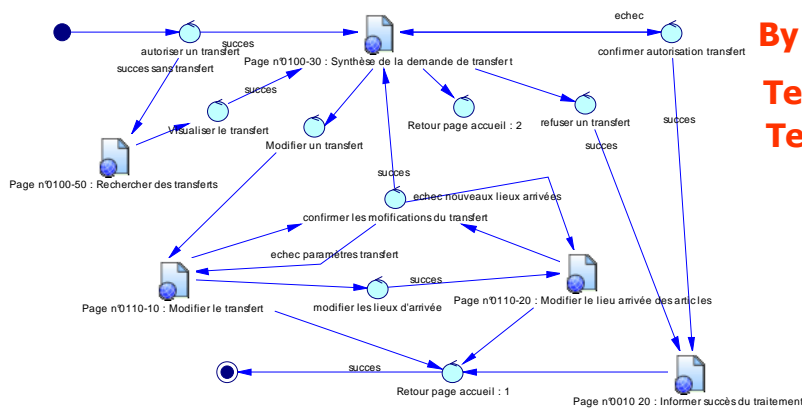 echec
By
autoriser un transfert
succes
confirmer autorisation transfert
Page n°0100-30 : Synthèse de la demande de transfert
succes sans transfert
succes
Te
Retour page accueil : 2
refuser un transfert
succes
Visualiser le transfert
Te
Modifier un transfert
succes
succes
Page n°0100-50 : Rechercher des transferts
echec nouveaux lieux arrivées
confirmer les mofifications du transfert
echec paramètres transfert
succes
Page n°0110-10 : Modifier le transfert
modifier les lieux d'arrivée
Page n°0110-20 : Modifier le lieu arrivée des articles
succes
Retour page accueil : 1
Page n°0010 20 : Informer succès du traitement